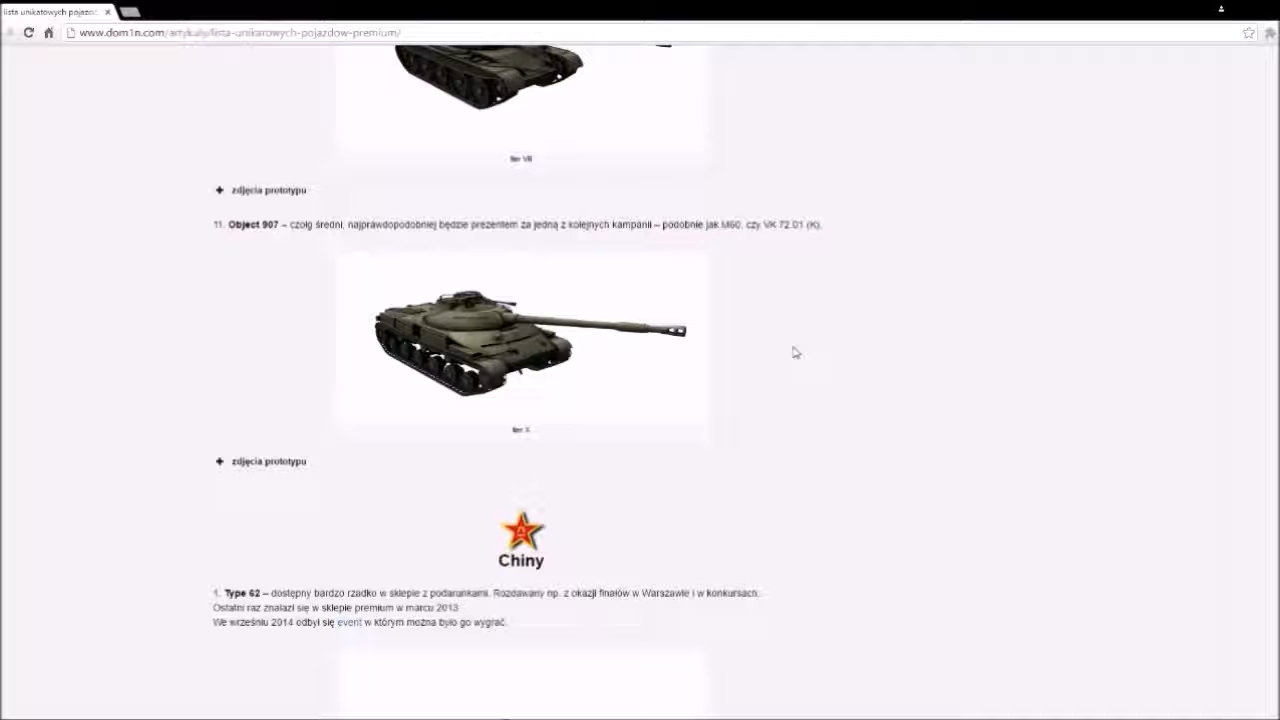 lista unikatowych pojazdc
www.dom1n.com/artykuly/lista-unikatowych-pojazdow-premium/
tier VIII
+ zdjęcia prototypu
11. Object 907 – czołg średni, najprawdopodobniej będzie prezentem za jedną z kolejnych kampanii – podobnie jak M60, czy VK 72.01 (K).
tier X
+ zdjęcia prototypu
Chiny
1. Type 62 – dostępny bardzo rzadko w sklepie z podarunkami. Rozdawany np. z okazji finałów w Warszawie i w konkursach.
Ostatni raz znalazł się w sklepie premium w marcu 2013
We wrześniu 2014 odbył się event w którym można było go wygrać.